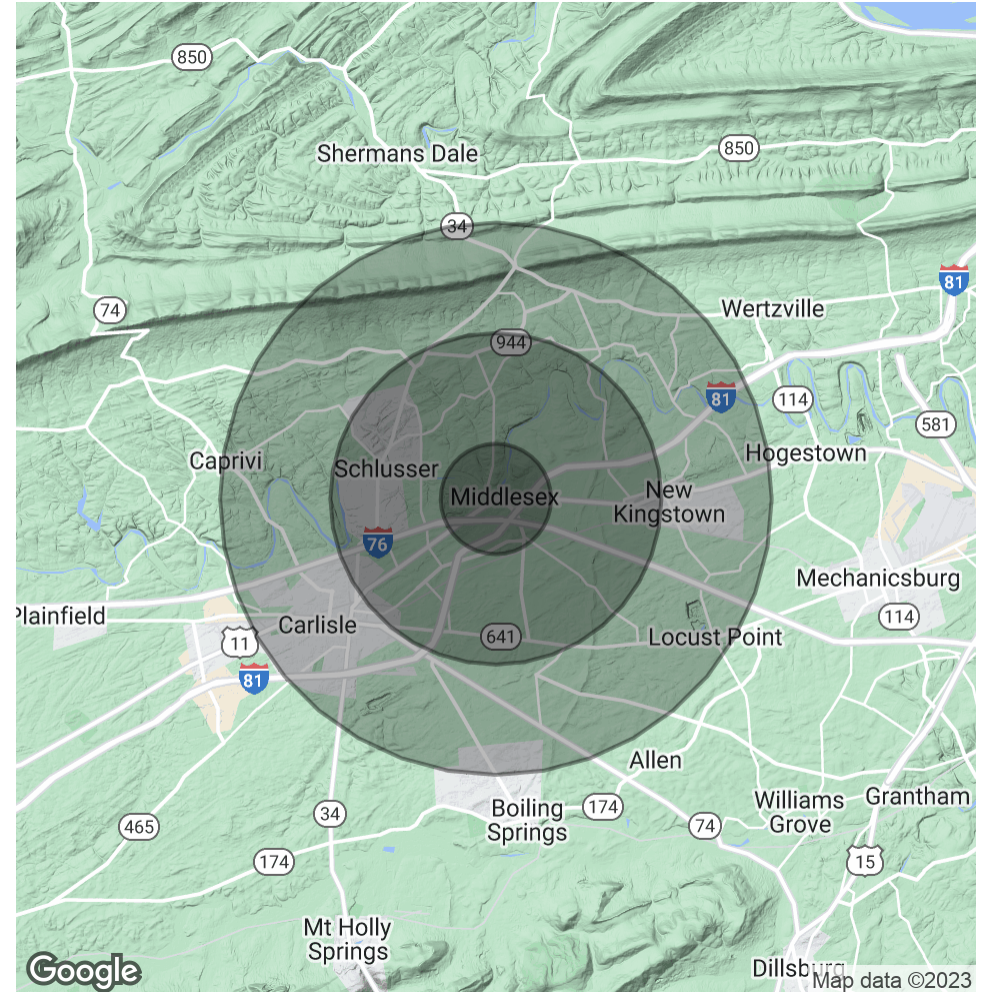 850
Shermans Dale
850
34
81
74
Wertzville
944
81
114
581
Caprivi
Schlusser
Hogestown
Middlesex
New
Kingstown
76
Mechanicsburg
Plainfield
114
Carlisle
11
641
Locust Point
81
Allen
Boiling
Springs
174
Williams
Grove
Grantham
465
34
74
174
15
Mt Holly
Springs
Google
Dillsburg
Map data ©2023